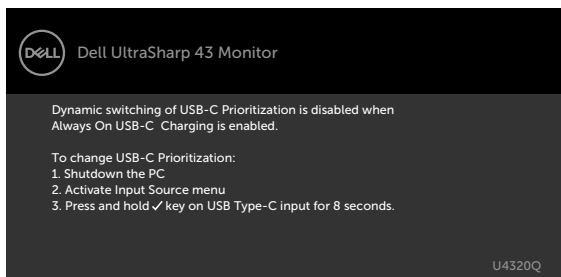 DELL
Dell UltraSharp 43 Monitor
Dynamic switching of USB-C Prioritization is disabled when
Always On USB-C Charging is enabled.
To change USB-C Prioritization:
1. Shutdown the PC
2. Activate Input Source menu
3. Press and hold ✓ key on USB Type-C input for 8 seconds.
U4320Q